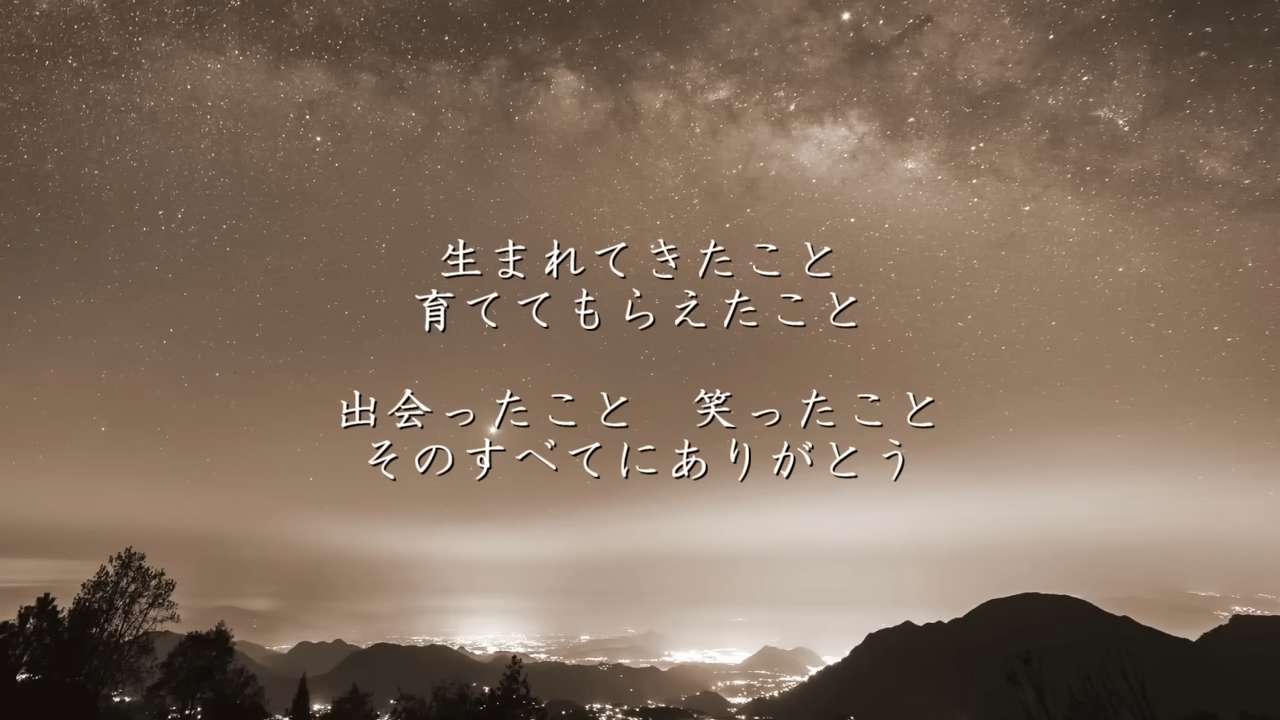 生まれてきたこと
育ててもらえたこと
出会ったこと　笑ったこと
そのすべてにありがとう